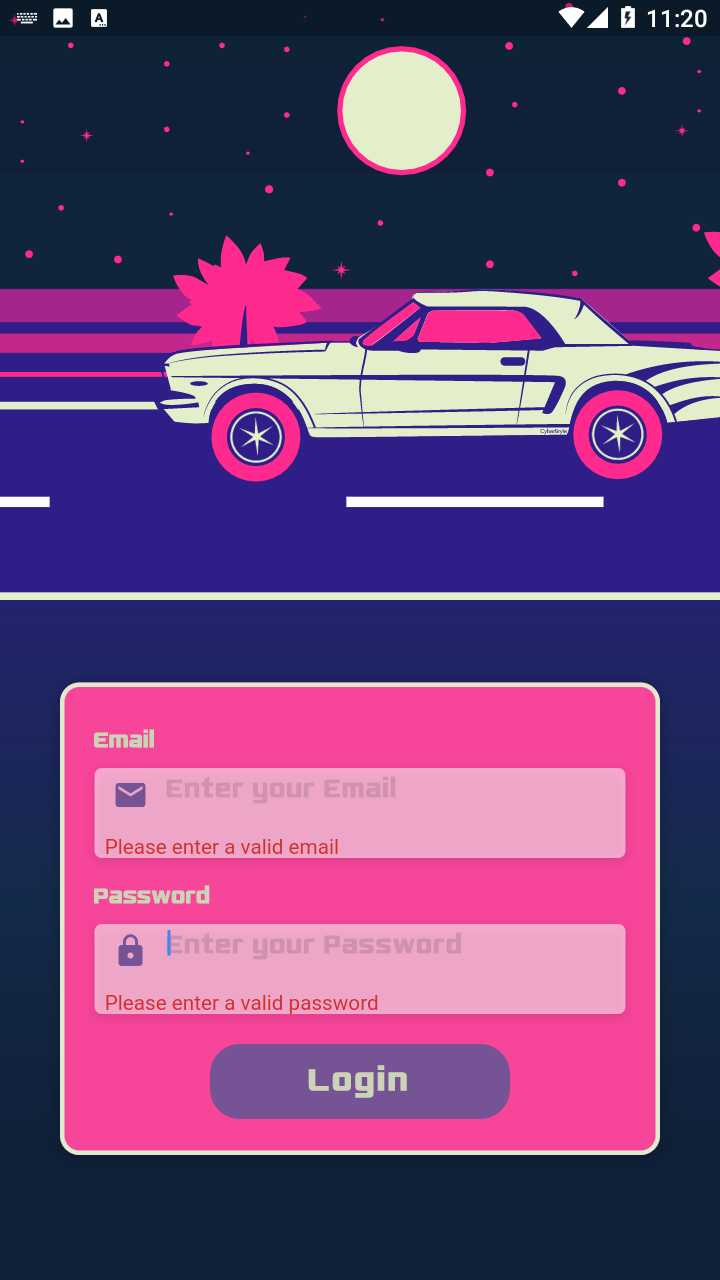 11:20
CyberStyle
Email
Enter your Email
Please enter a valid email
Password
Enter your Password
Please enter a valid password
Login